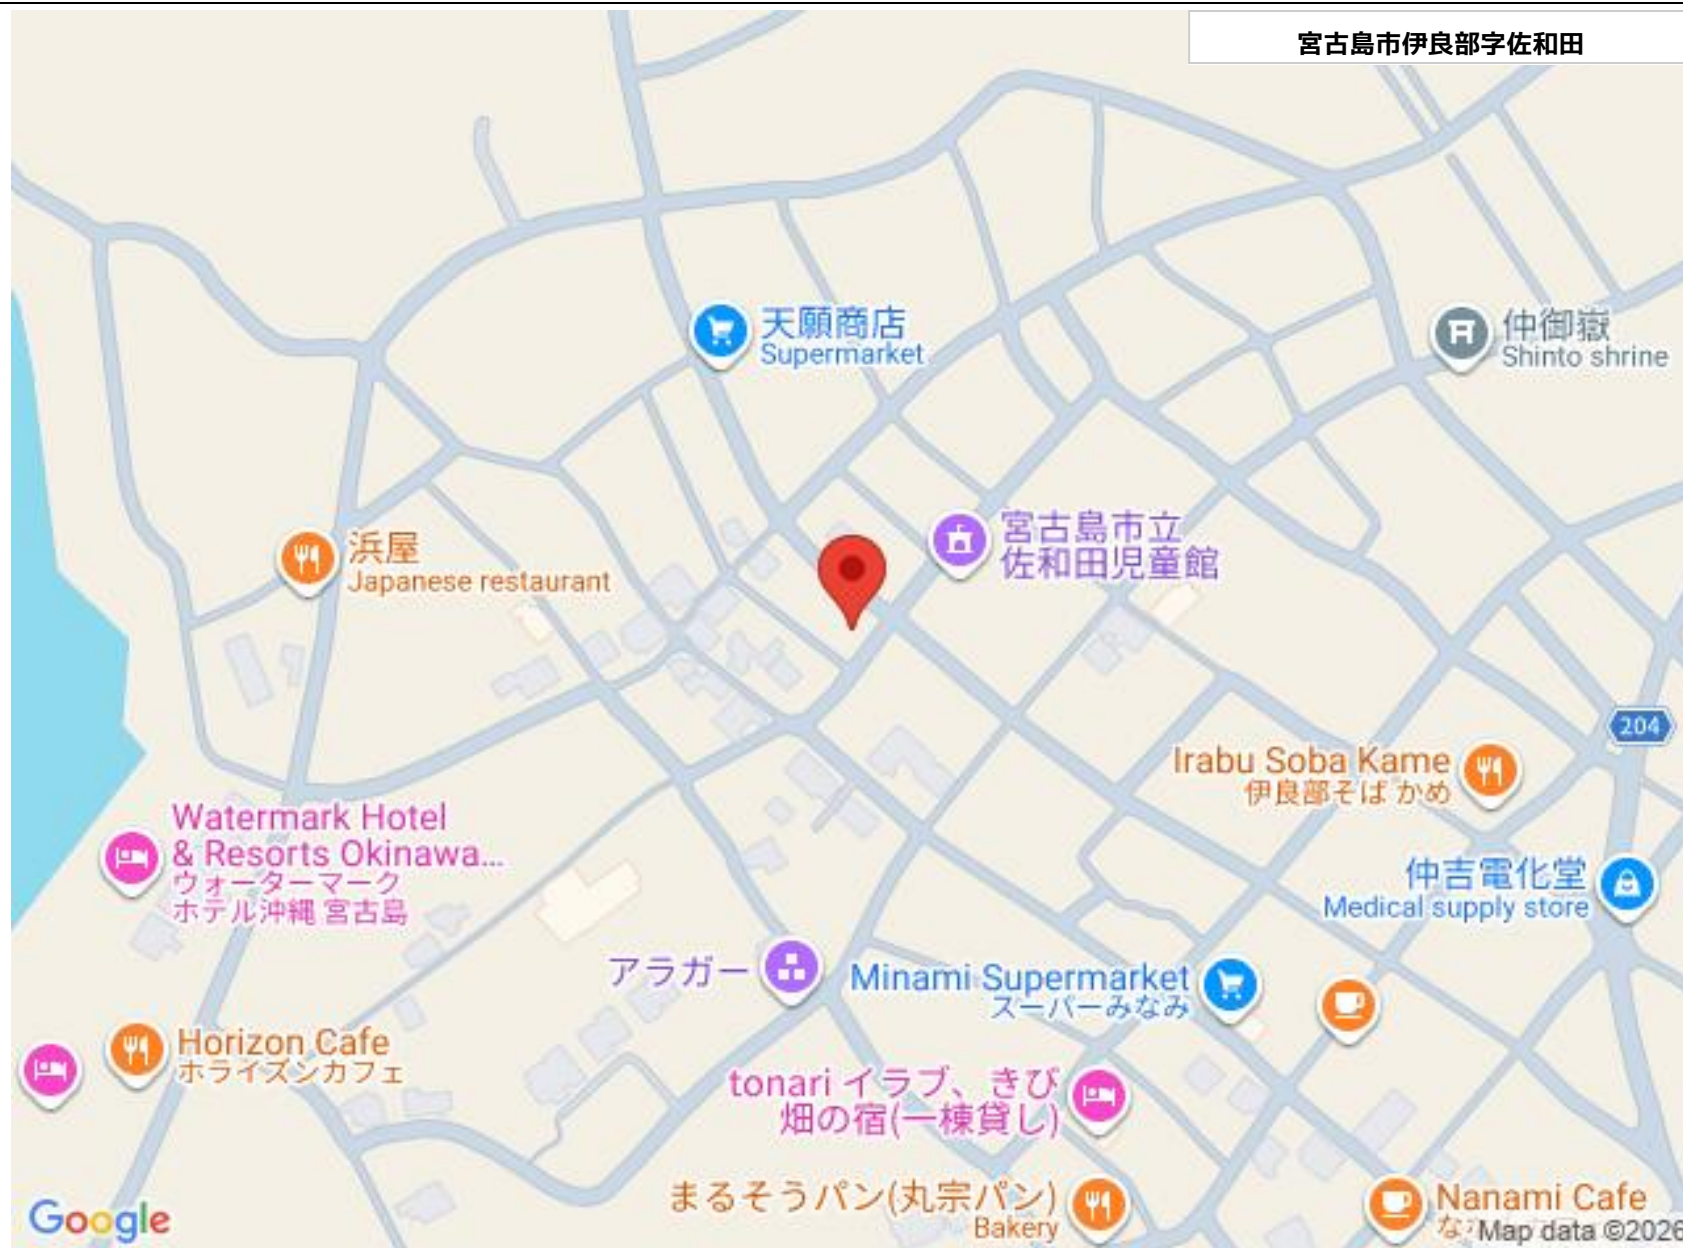 宮古島市伊良部字佐和田
天願商店
Supermarket
仲御嶽
Shinto shrine
宮古島市立
佐和田児童館
浜屋
Japanese restaurant
204
Irabu Soba Kame
伊良部そば かめ
Watermark Hotel
& Resorts Okinawa...
ウォーターマーク
ホテル沖縄 宮古島
仲吉電化堂
Medical supply store
アラガー
Minami Supermarket
スーパーみなみ
Horizon Cafe
ホライズンカフェ
tonari イラブ、きび
畑の宿(一棟貸し)
まるそうパン(丸宗パン)
Bakery
Nanami Cafe
Google
Map data ©2026